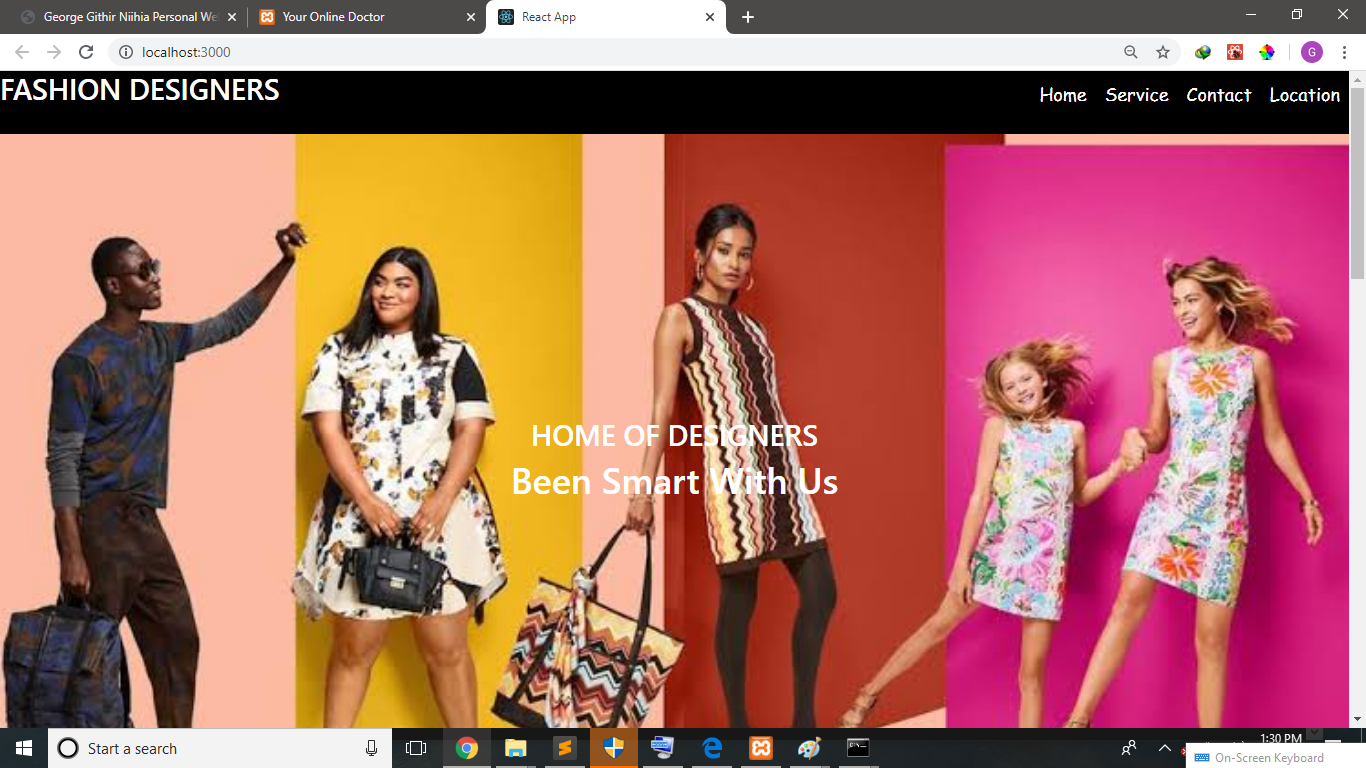 George Githir Niihia Personal We
Your Online Doctor
React App
localhost:3000
G
FASHION DESIGNERS
Home Service Contact Location
HOME OF DESIGNERS
Been Smart With Us
Start a search
1:30 PM
On-Screen Keyboard